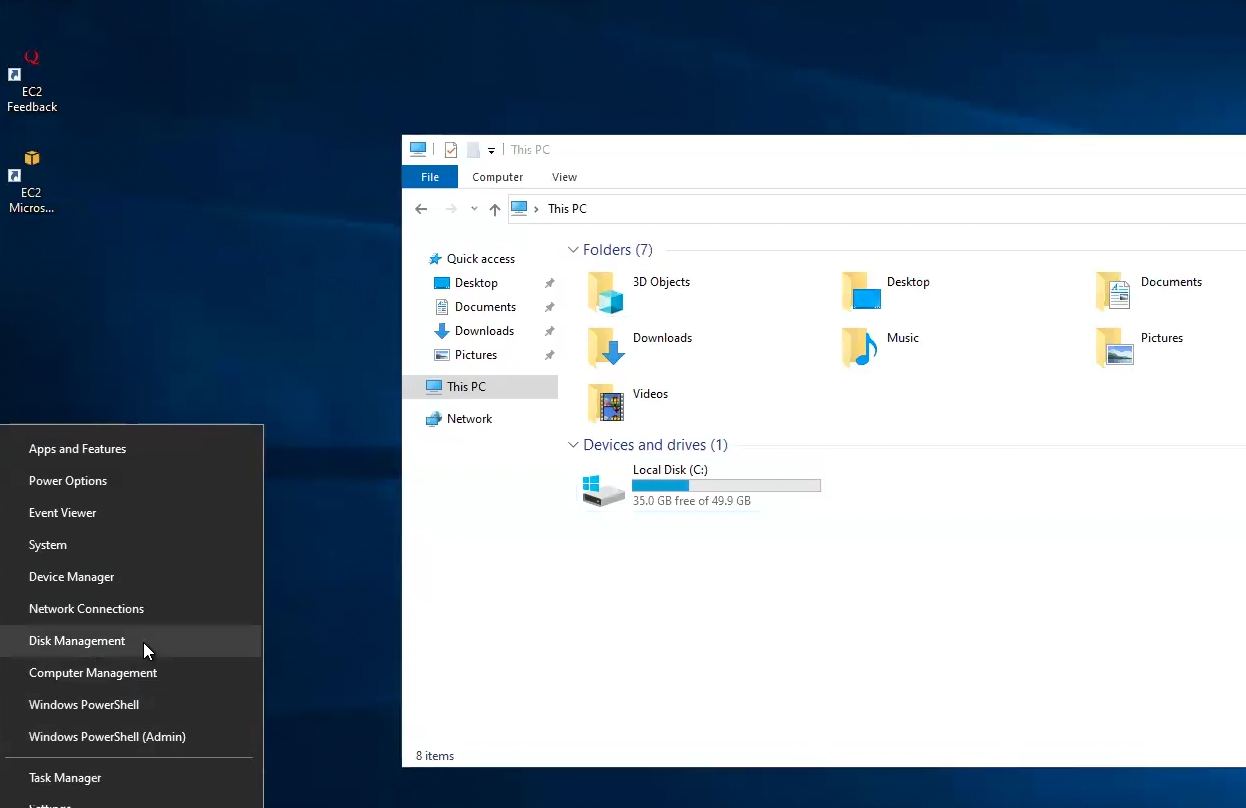 EC2
Feedback
EC2
Micros...
This PC
File
Computer
View
This PC
Quick access
Desktop
Documents
Downloads
Pictures
This PC
Network
Folders (7)
3D Objects
Desktop
Documents
Downloads
Music
Pictures
Videos
Devices and drives (1)
Local Disk (C:)
35.0 GB free of 49.9 GB
8 items
Apps and Features
Power Options
Event Viewer
System
Device Manager
Network Connections
Disk Management
Computer Management
Windows PowerShell
Windows PowerShell (Admin)
Task Manager